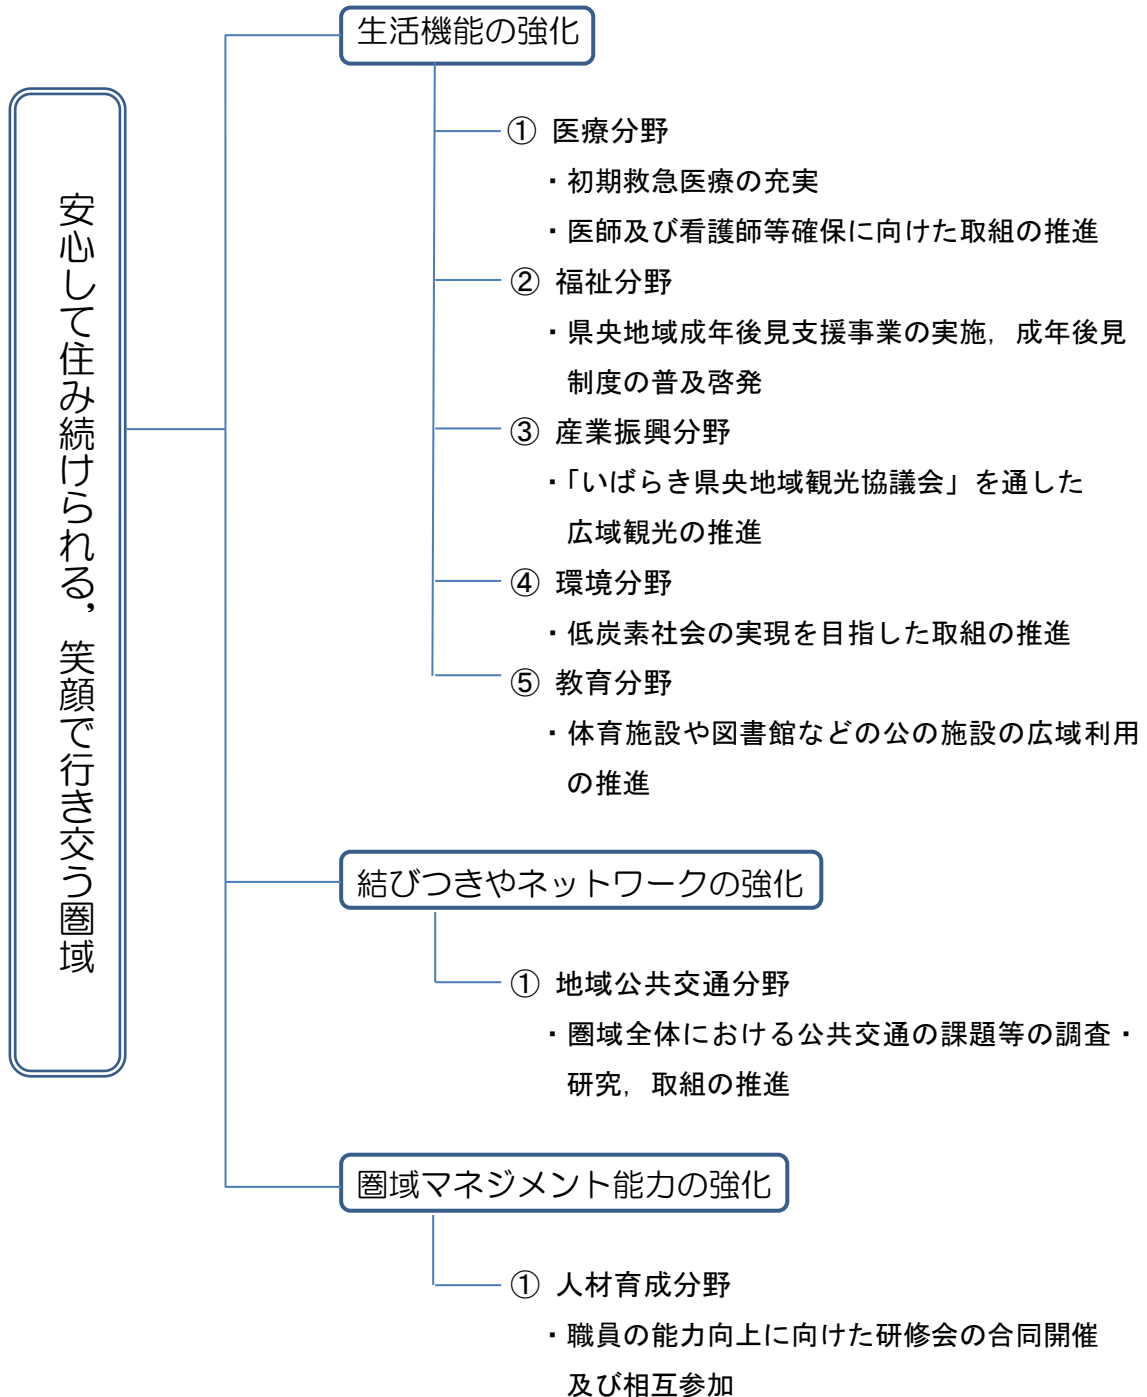 安心して住み続けられる，笑顔で行き交う圏域
生活機能の強化
① 医療分野
・初期救急医療の充実
・医師及び看護師等確保に向けた取組の推進
② 福祉分野
・県央地域成年後見支援事業の実施，成年後見
制度の普及啓発
③ 産業振興分野
・「いばらき県央地域観光協議会」を通した
広域観光の推進
④ 環境分野
・低炭素社会の実現を目指した取組の推進
⑤ 教育分野
・体育施設や図書館などの公の施設の広域利用
の推進
結びつきやネットワークの強化
① 地域公共交通分野
・圏域全体における公共交通の課題等の調査・
研究，取組の推進
圏域マネジメント能力の強化
① 人材育成分野
・職員の能力向上に向けた研修会の合同開催
及び相互参加